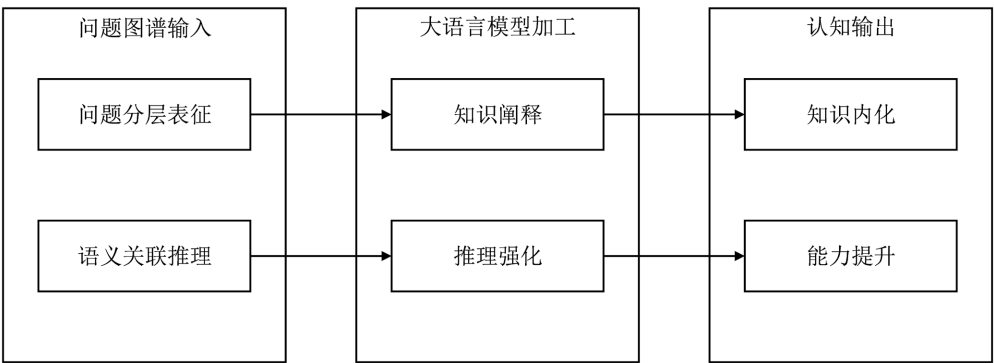 问题图谱输入
大语言模型加工
认知输出
问题分层表征
知识阐释
知识内化
语义关联推理
推理强化
能力提升